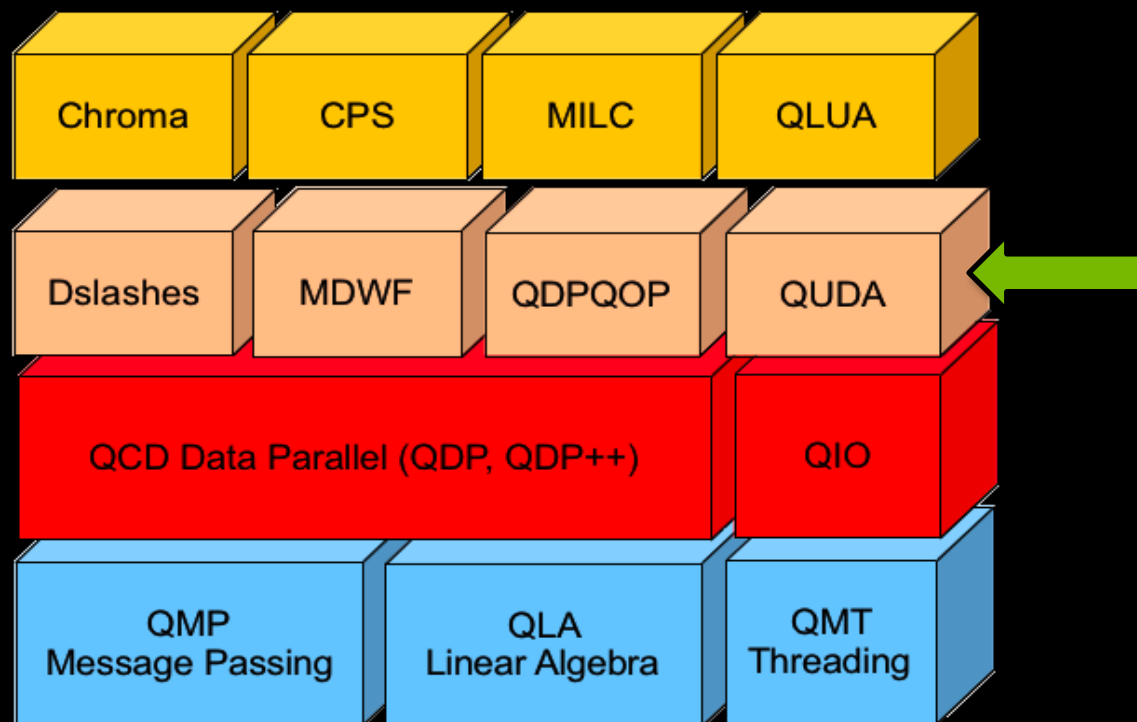 Chroma
CPS
MILC
QLUA
Dslashes
MDWF
QDPQOP
QUDA
QCD Data Parallel (QDP, QDP++)
QIO
QMP
Message Passing
QLA
Linear Algebra
QMT
Threading